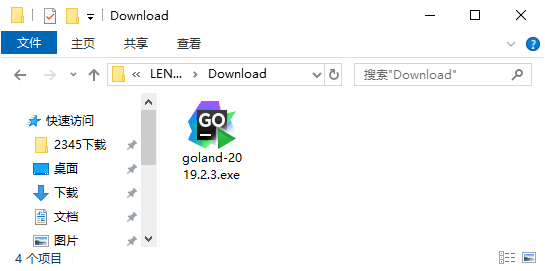 Download
文件
主页
共享
查看
« LEN... > Download
搜索"Download"
快速访问
2345下载
桌面
下载
文档
图片
GO
goland-20
19.2.3.exe
4 个项目